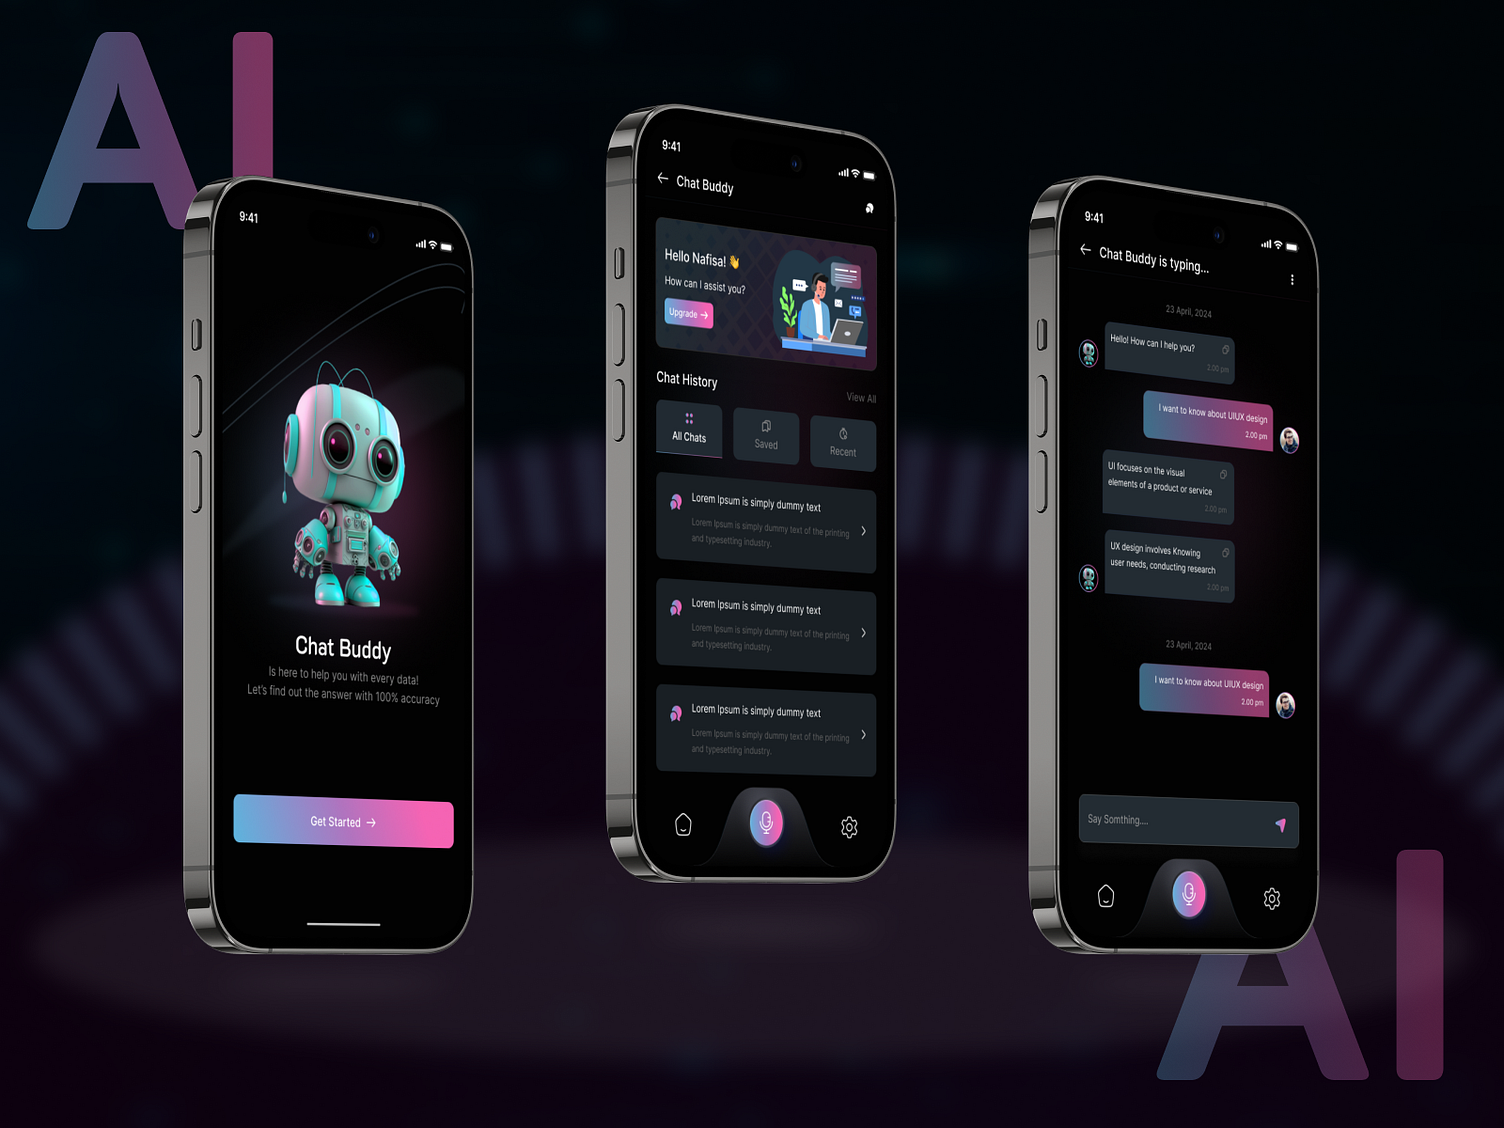 AI
9:41
Chat Buddy
Is here to help you with every data!
Let's find out the answer with 100% accuracy
Get Started →
9:41
← Chat Buddy
Hello Nafisa! 👋
How can I assist you?
Upgrade →
Chat History
View All
All Chats
Saved
Recent
Lorem Ipsum is simply dummy text
Lorem Ipsum is simply dummy text of the printing
and typesetting industry.
Lorem Ipsum is simply dummy text
Lorem Ipsum is simply dummy text of the printing
and typesetting industry.
Lorem Ipsum is simply dummy text
Lorem Ipsum is simply dummy text of the printing
and typesetting industry.
9:41
← Chat Buddy is typing...
23 April, 2024
Hello! How can I help you?
2.00 pm
I want to know about UIUX design
2.00 pm
UI focuses on the visual
elements of a product or service
2.00 pm
UX design involves Knowing
user needs, conducting research
2.00 pm
23 April, 2024
I want to know about UIUX design
2.00 pm
Say Somthing....
AI